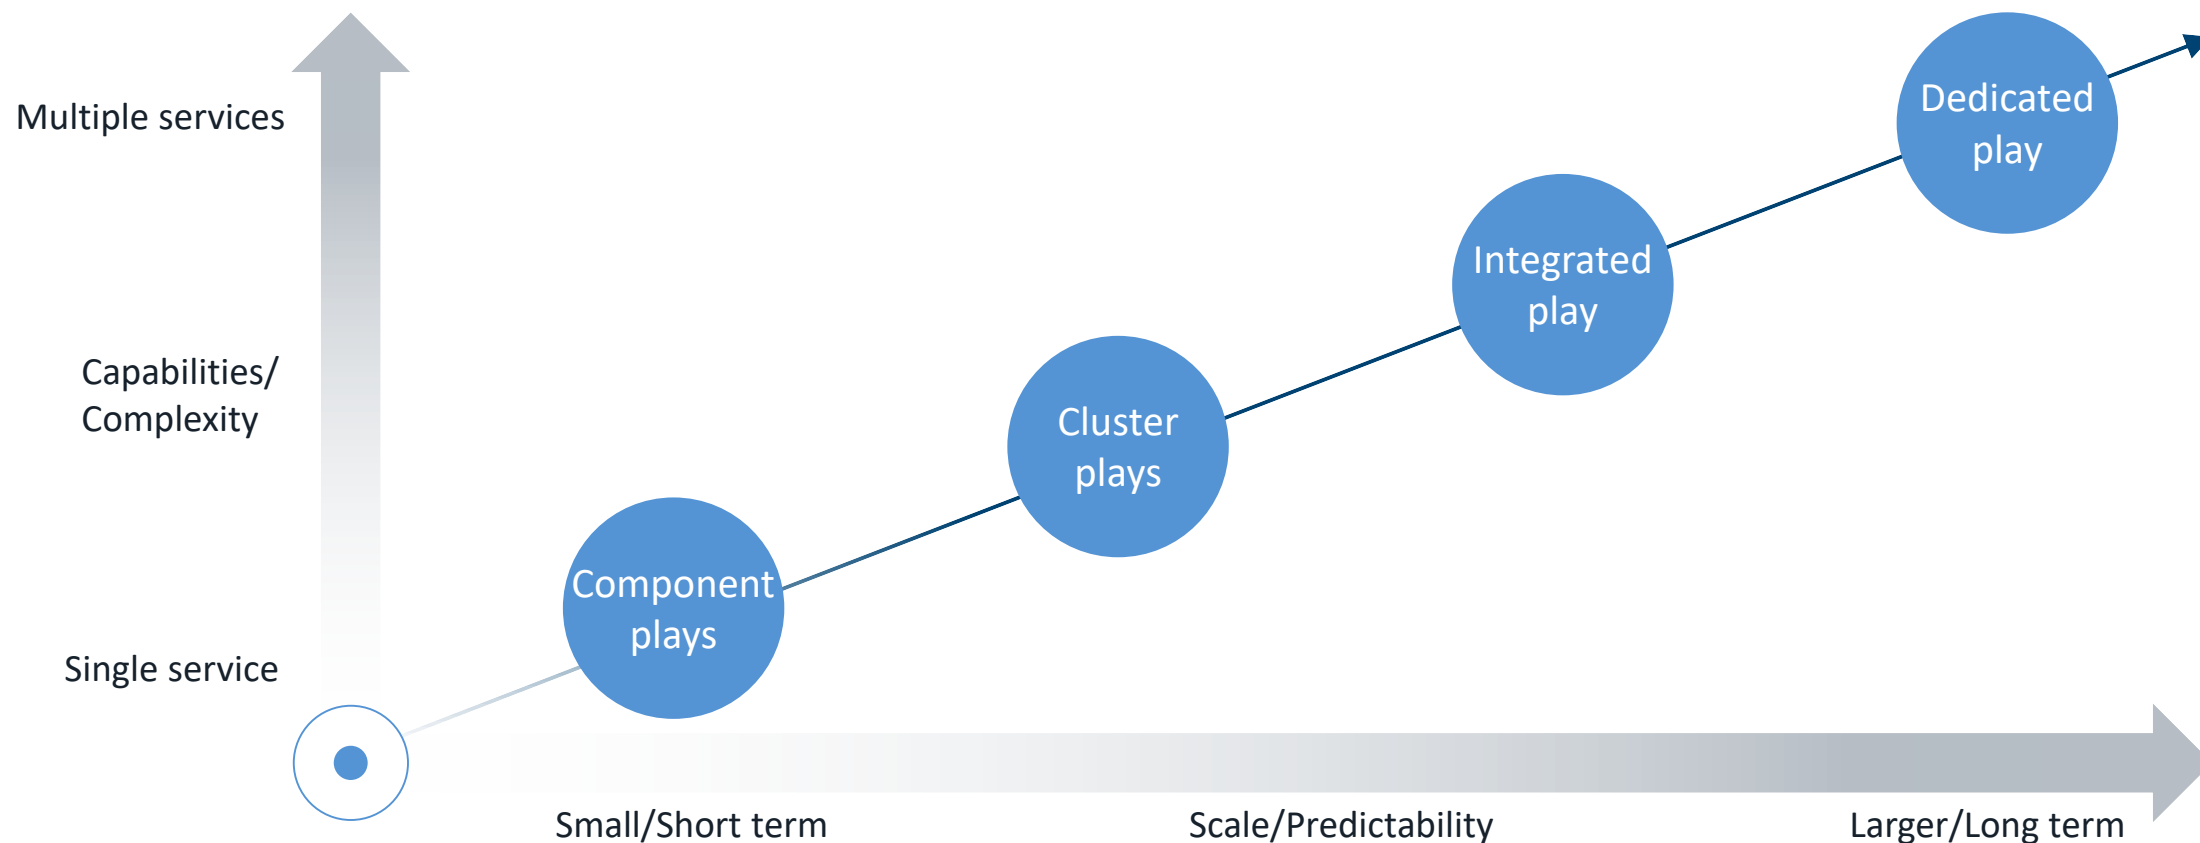 Multiple services
Capabilities/
Complexity
Single service
Component
plays
Cluster
plays
Integrated
play
Dedicated
play
Small/Short term
Scale/Predictability
Larger/Long term